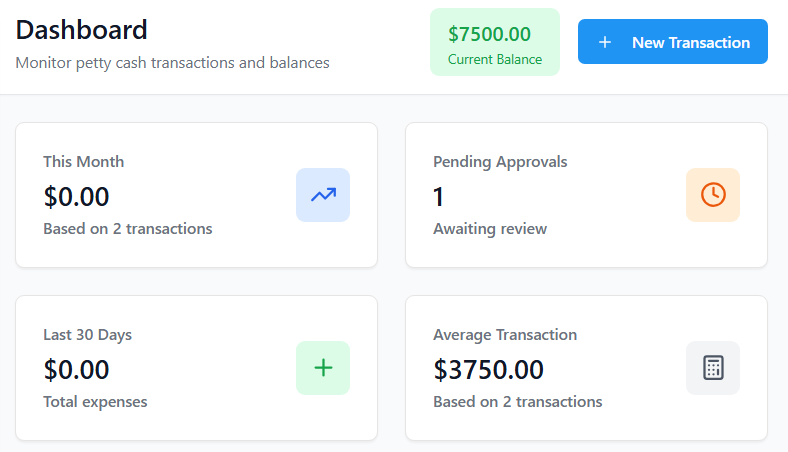 Dashboard
Monitor petty cash transactions and balances
$7500.00
Current Balance
+ New Transaction
This Month
$0.00
Based on 2 transactions
Pending Approvals
1
Awaiting review
Last 30 Days
$0.00
Total expenses
Average Transaction
$3750.00
Based on 2 transactions